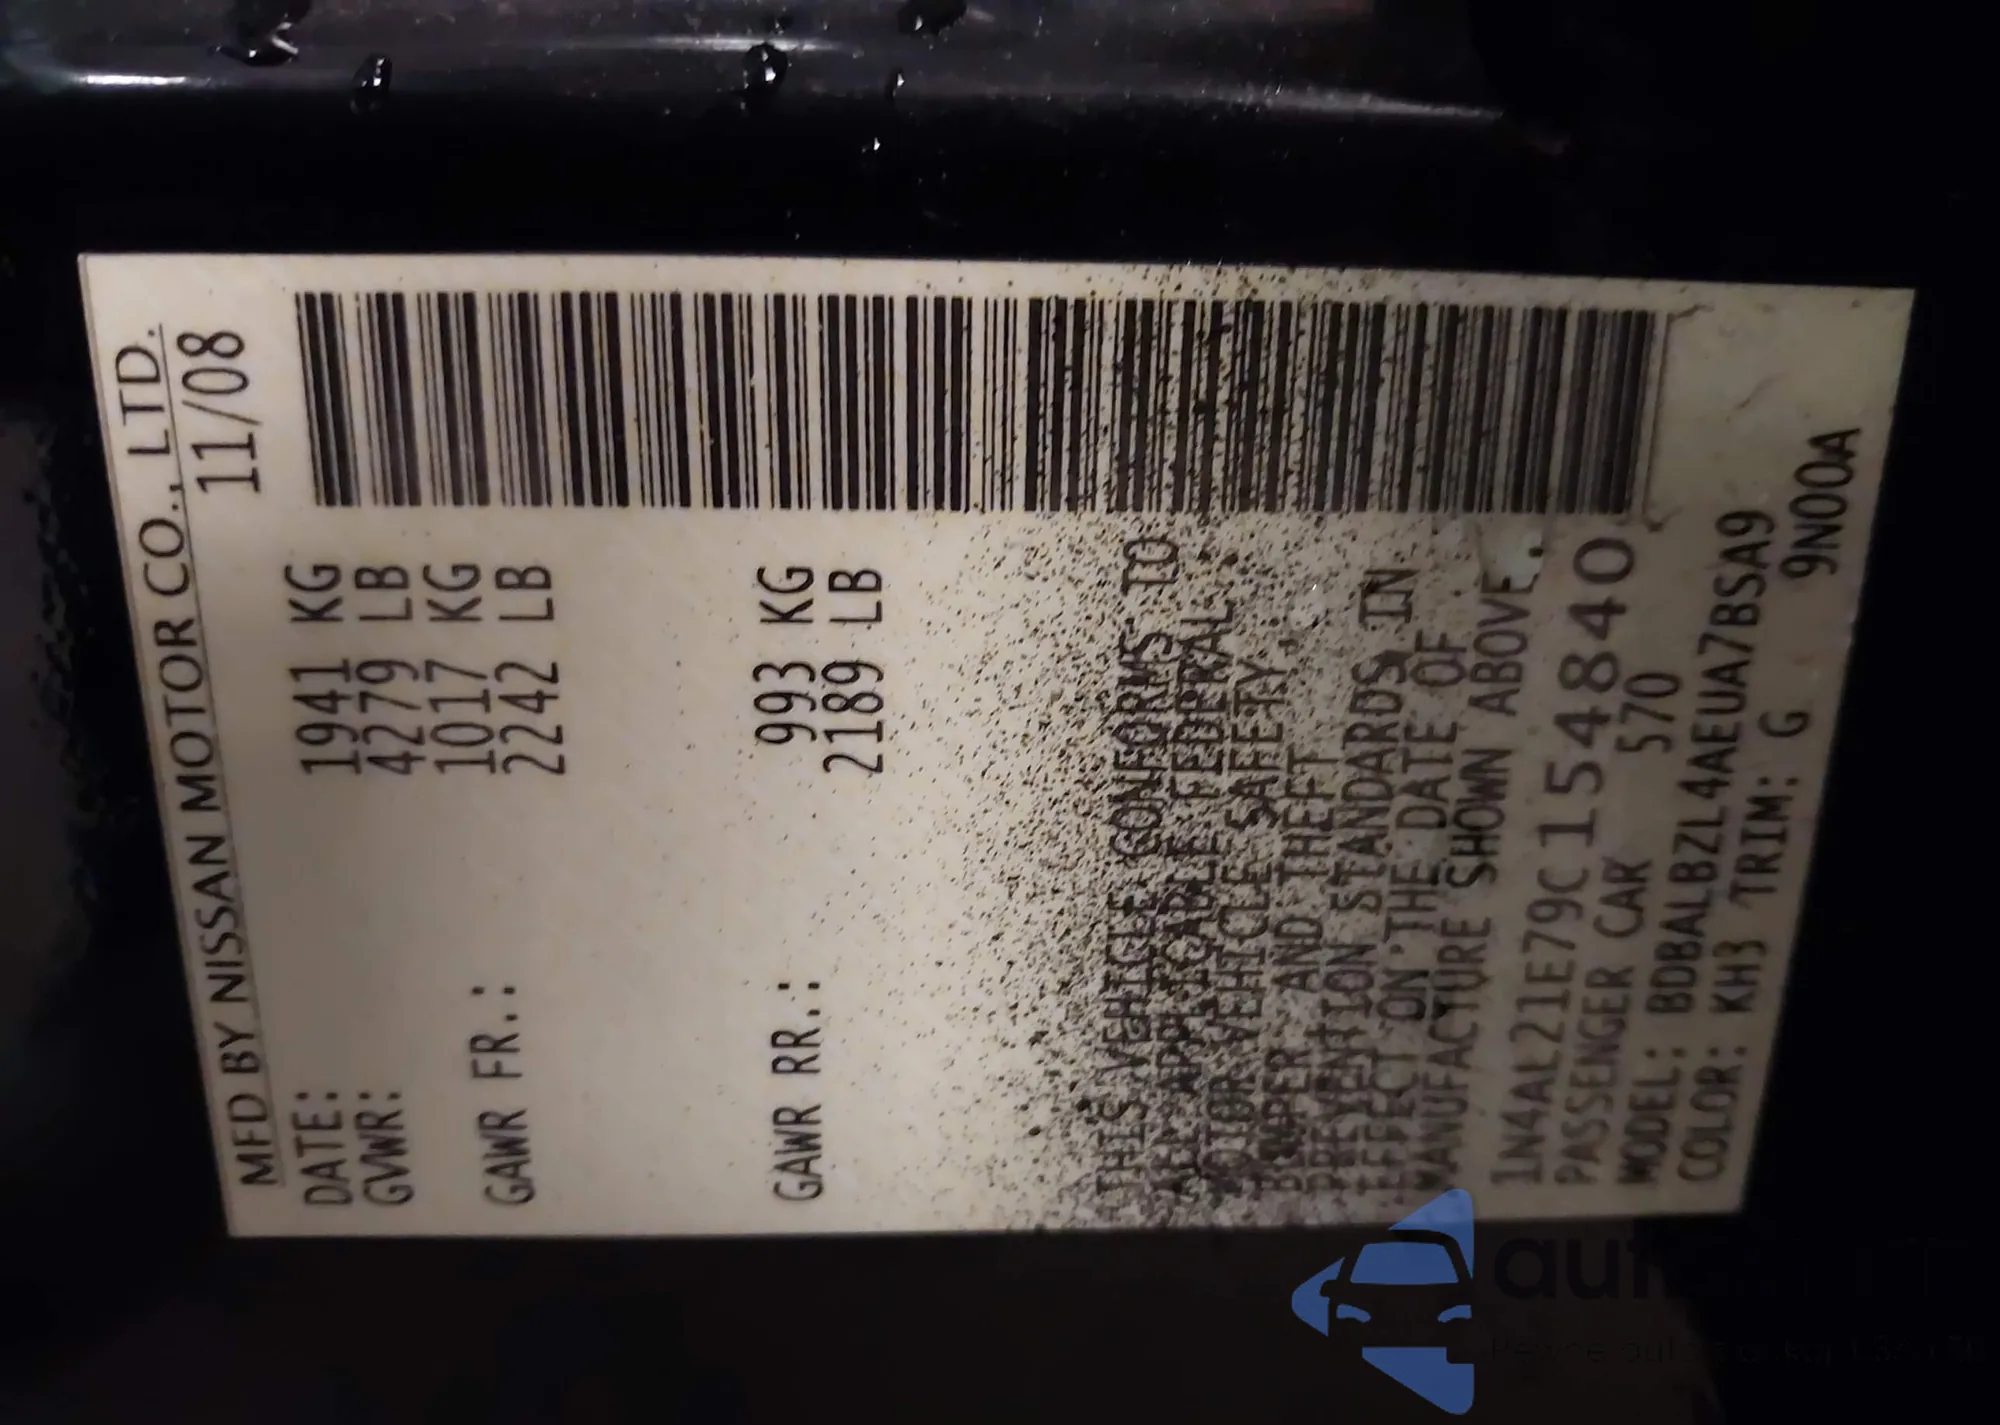 MFD BY NISSAN MOTOR CO., LTD.
DATE: 11/08
GVWR: 1941 KG
4279 LB
GAWR FR.: 1017 KG
2242 LB
GAWR RR.: 993 KG
2189 LB
THIS VEHICLE CONFORMS TO
ALL APPLICABLE FEDERAL
MOTOR VEHICLE SAFETY,
BUMPER, AND THEFT
PREVENTION STANDARDS IN
EFFECT ON THE DATE OF
MANUFACTURE SHOWN ABOVE.
1N4AL21E79C154840
PASSENGER CAR 570
MODEL: BDBALBZL4AEUA7BSA9
COLOR: KH3 TRIM: G 9N00A